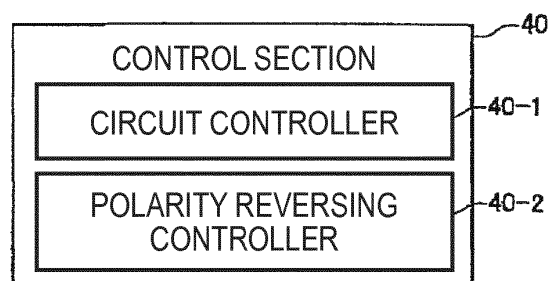 40
CONTROL SECTION
CIRCUIT CONTROLLER
40-1
POLARITY REVERSING
CONTROLLER
40-2